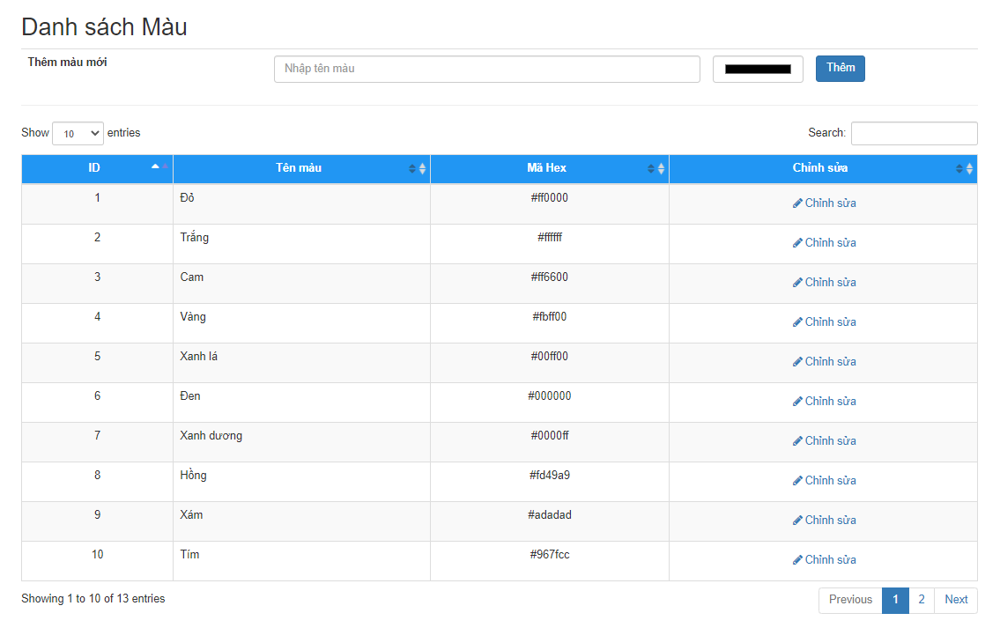 Danh sách Màu
Thêm màu mới Nhập tên màu Thêm
Show 10 entries Search:
ID Tên màu Mã Hex Chỉnh sửa
1 Đỏ #ff0000 Chỉnh sửa
2 Trắng #ffffff Chỉnh sửa
3 Cam #ff6600 Chỉnh sửa
4 Vàng #fbff00 Chỉnh sửa
5 Xanh lá #00ff00 Chỉnh sửa
6 Đen #000000 Chỉnh sửa
7 Xanh dương #0000ff Chỉnh sửa
8 Hồng #fd49a9 Chỉnh sửa
9 Xám #adadad Chỉnh sửa
10 Tím #967fcc Chỉnh sửa
Showing 1 to 10 of 13 entries Previous 1 2 Next